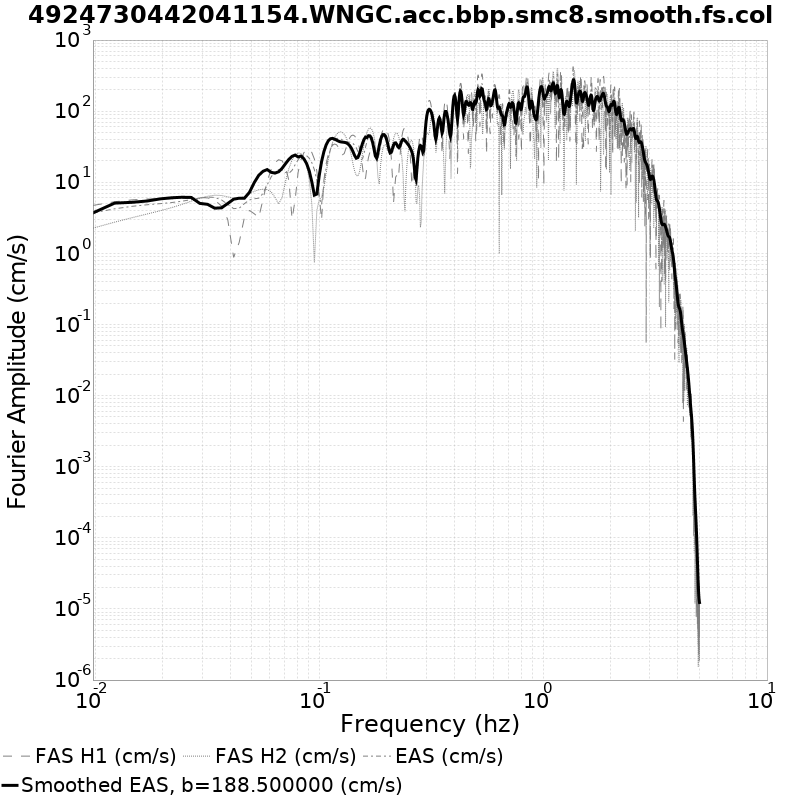 49247304420411​54.WNGC.acc.bbp.smc8.smooth.fs.col
10^3
10^2
10^1
10^0
10^-1
10^-2
10^-3
10^-4
10^-5
10^-6
Fourier Amplitude (cm/s)
10^-2 10^-1 10^0 10^1
Frequency (hz)
FAS H1 (cm/s) FAS H2 (cm/s) EAS (cm/s)
Smoothed EAS, b=188.500000 (cm/s)